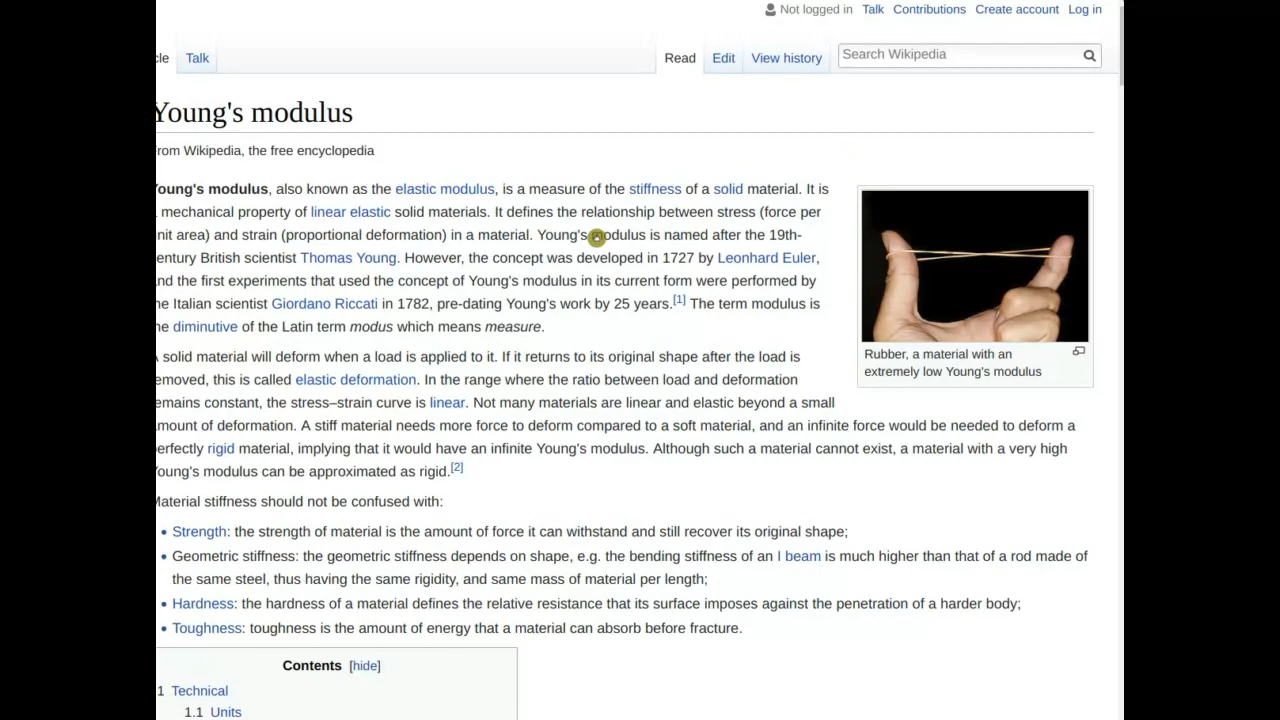 Not logged in Talk Contributions Create account Log in
cle Talk Read Edit View history Search Wikipedia
Young's modulus
rom Wikipedia, the free encyclopedia
Young's modulus, also known as the elastic modulus, is a measure of the stiffness of a solid material. It is
mechanical property of linear elastic solid materials. It defines the relationship between stress (force per
nit area) and strain (proportional deformation) in a material. Young's modulus is named after the 19th-
entury British scientist Thomas Young. However, the concept was developed in 1727 by Leonhard Euler,
nd the first experiments that used the concept of Young's modulus in its current form were performed by
he Italian scientist Giordano Riccati in 1782, pre-dating Young's work by 25 years.[1] The term modulus is
he diminutive of the Latin term modus which means measure.
Rubber, a material with an
extremely low Young's modulus
A solid material will deform when a load is applied to it. If it returns to its original shape after the load is
emoved, this is called elastic deformation. In the range where the ratio between load and deformation
emains constant, the stress–strain curve is linear. Not many materials are linear and elastic beyond a small
mount of deformation. A stiff material needs more force to deform compared to a soft material, and an infinite force would be needed to deform a
erfectly rigid material, implying that it would have an infinite Young's modulus. Although such a material cannot exist, a material with a very high
Young's modulus can be approximated as rigid.[2]
Material stiffness should not be confused with:
• Strength: the strength of material is the amount of force it can withstand and still recover its original shape;
• Geometric stiffness: the geometric stiffness depends on shape, e.g. the bending stiffness of an I beam is much higher than that of a rod made of
the same steel, thus having the same rigidity, and same mass of material per length;
• Hardness: the hardness of a material defines the relative resistance that its surface imposes against the penetration of a harder body;
• Toughness: toughness is the amount of energy that a material can absorb before fracture.
Contents [hide]
1 Technical
1.1 Units